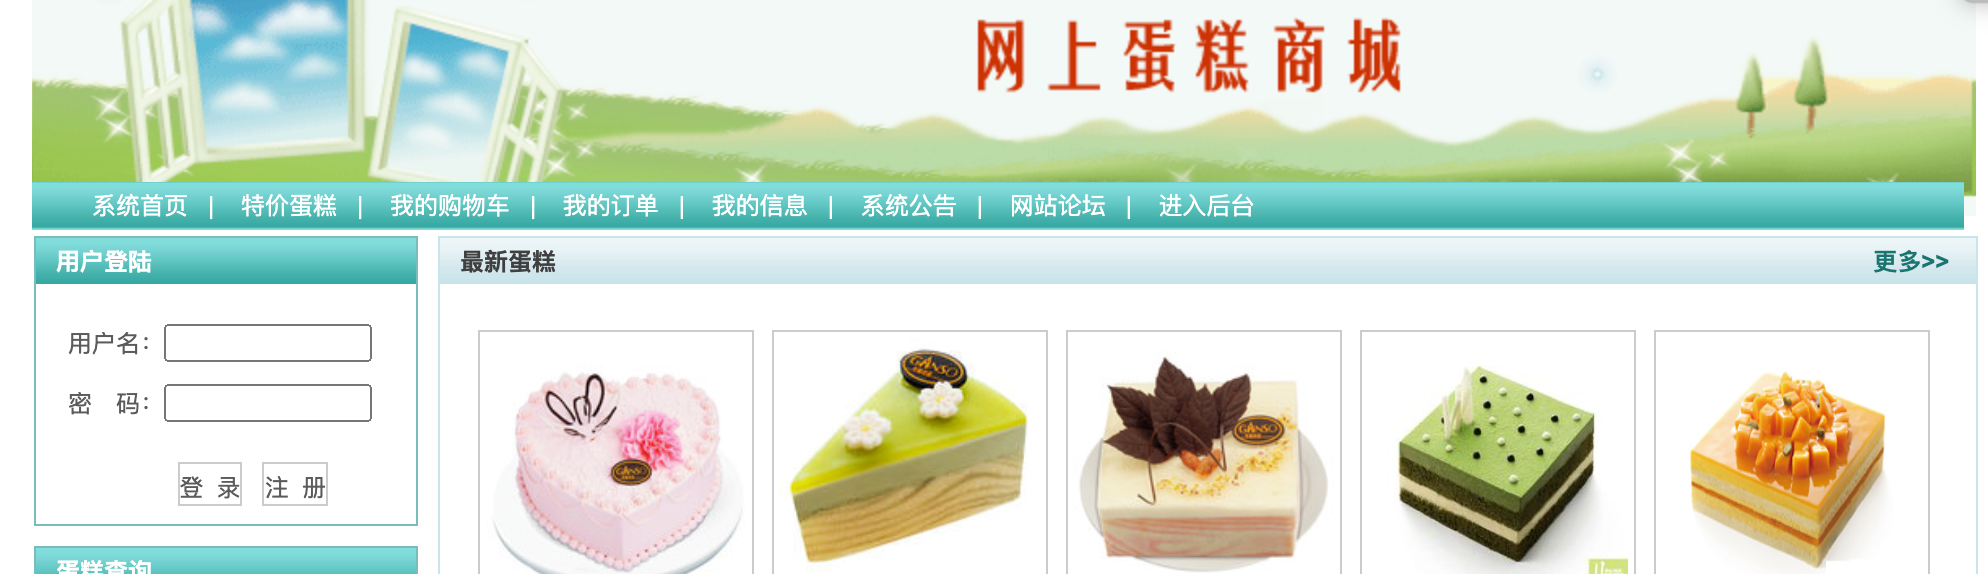 网上蛋糕商城
系统首页 | 特价蛋糕 | 我的购物车 | 我的订单 | 我的信息 | 系统公告 | 网站论坛 | 进入后台
用户登陆
用户名：
密　码：
登 录 注 册
蛋糕查询
最新蛋糕 更多>>
GANSO
GANSO
GANSO